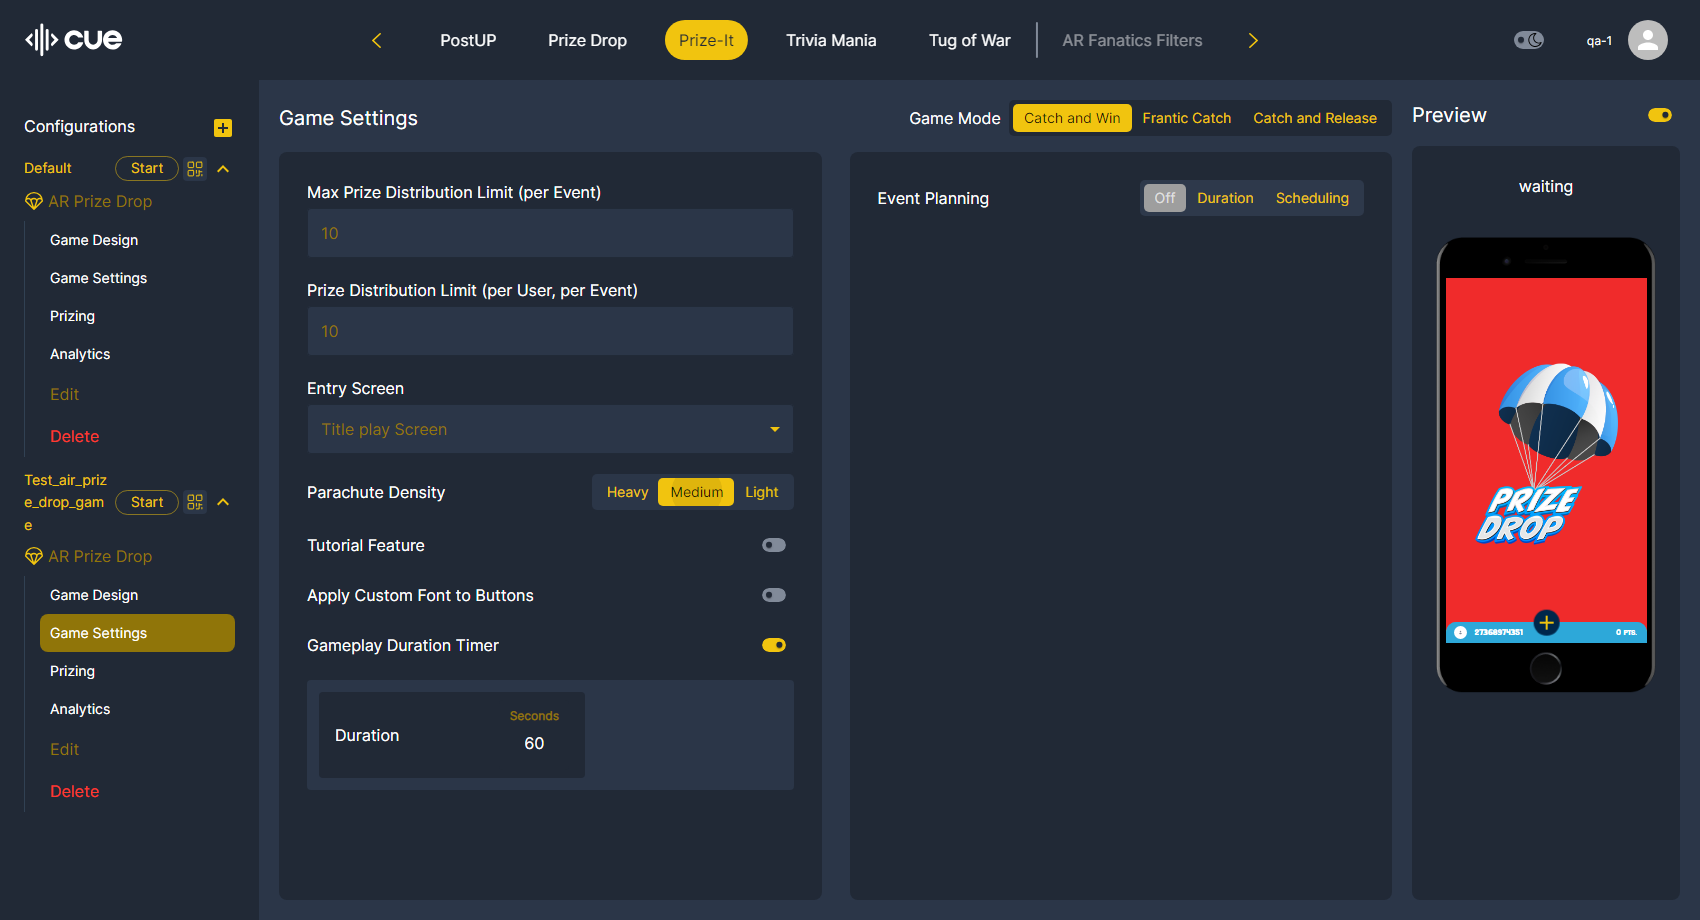 cue
PostUP
Prize Drop
Prize-It
Trivia Mania
Tug of War
AR Fanatics Filters
qa-1
Configurations
Default
Start
AR Prize Drop
Game Design
Game Settings
Prizing
Analytics
Edit
Delete
Test_air_priz
e_drop_gam
e
Start
AR Prize Drop
Game Design
Game Settings
Prizing
Analytics
Edit
Delete
Game Settings
Game Mode
Catch and Win
Frantic Catch
Catch and Release
Max Prize Distribution Limit (per Event)
10
Prize Distribution Limit (per User, per Event)
10
Entry Screen
Title play Screen
Parachute Density
Heavy
Medium
Light
Tutorial Feature
Apply Custom Font to Buttons
Gameplay Duration Timer
Duration
Seconds
60
Event Planning
Off
Duration
Scheduling
Preview
waiting
PRIZE
DROP
27368974351
0 PTS.